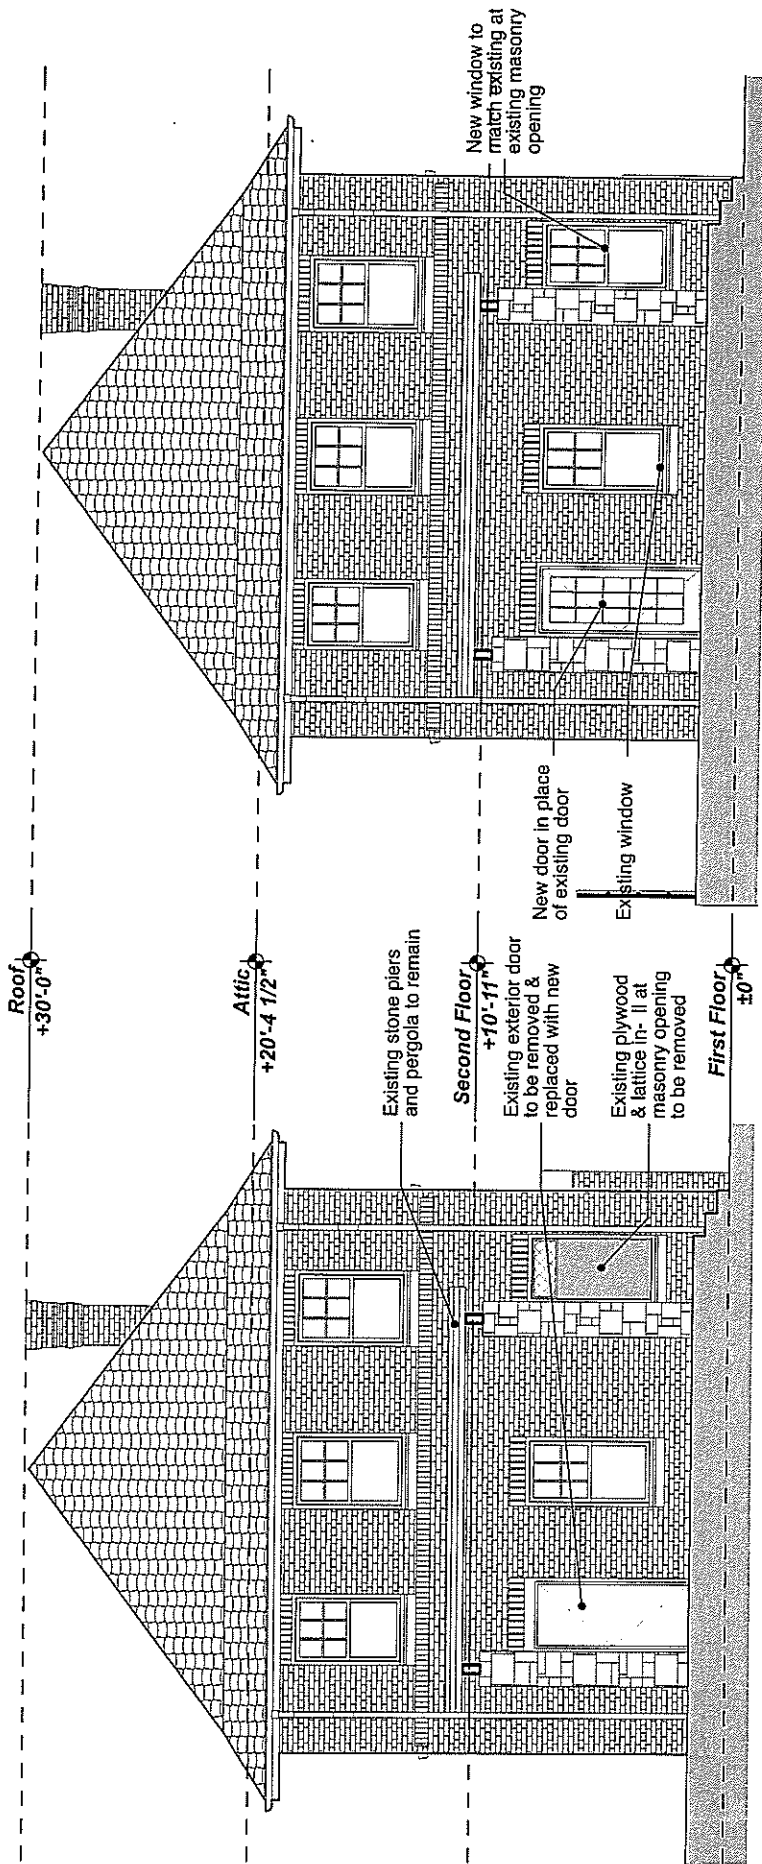 Roof
+30'-0"
Attic
+20'-4 1/2"
Existing stone piers
and pergola to remain
Second Floor
+10'-11"
Existing exterior door
to be removed &
replaced with new
door
Existing plywood
& lattice in- ll at
masonry opening
to be removed
First Floor
±0"
New door in place
of existing door
Existing window
New window to
match existing at
existing masonry
opening